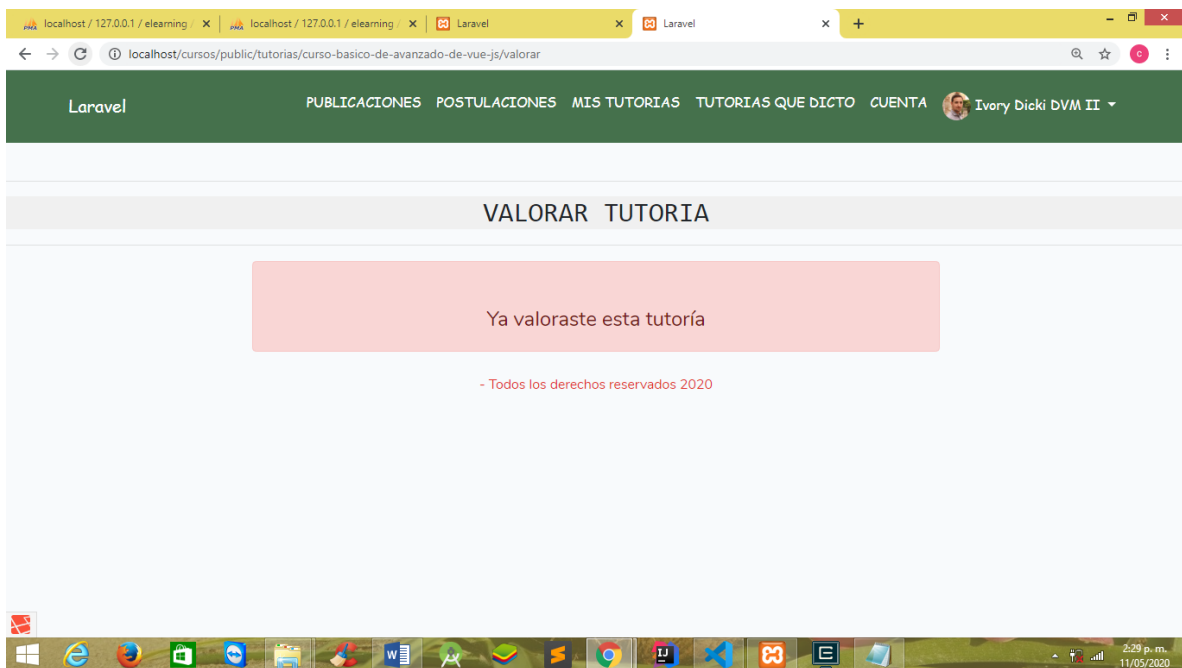 localhost / 127.0.0.1 / elearning /
localhost / 127.0.0.1 / elearning /
Laravel
Laravel
localhost/cursos/public/tutorias/curso-basico-de-avanzado-de-vue-js/valorar
C
Laravel
PUBLICACIONES POSTULACIONES MIS TUTORIAS TUTORIAS QUE DICTO CUENTA Ivory Dicki DVM II
VALORAR TUTORIA
Ya valoraste esta tutoría
- Todos los derechos reservados 2020
2:29 p. m.
11/05/2020